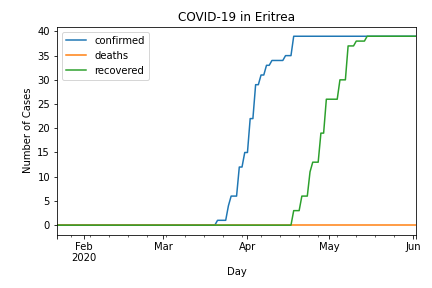 COVID-19 in Eritrea
confirmed
deaths
recovered
Number of Cases
40
35
30
25
20
15
10
5
0
Feb
2020
Mar
Apr
May
Jun
Day